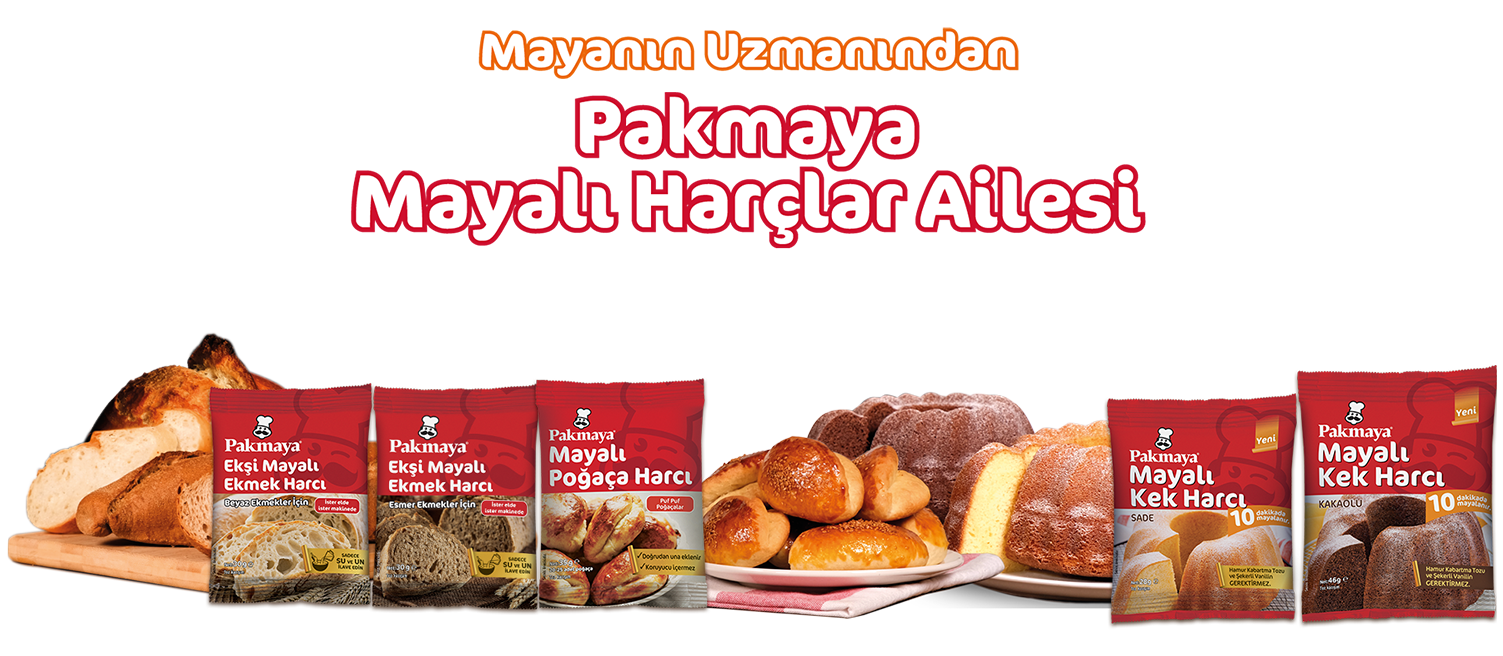 Mayanın Uzmanından
Pakmaya
Mayalı Harçlar Ailesi
Pakmaya
Ekşi Mayalı
Ekmek Harcı
Beyaz Ekmekler İçin
İster elde
ister makinede
SADECE
SU ve UN
İLAVE EDİN
Pakmaya
Ekşi Mayalı
Ekmek Harcı
Esmer Ekmekler İçin
İster elde
ister makinede
SADECE
SU ve UN
İLAVE EDİN
Pakmaya
Mayalı
Poğaça Harcı
Puf Puf
Poğaçalar
Doğrudan una eklenir
Koruyucu içermez
Yeni
Pakmaya
Mayalı
Kek Harcı
SADE
10 dakikada
mayalanır.
Hamur Kabartma Tozu
ve Şekerli Vanilin
GEREKTİRMEZ.
Yeni
Pakmaya
Mayalı
Kek Harcı
KAKAOLU
10 dakikada
mayalanır.
Hamur Kabartma Tozu
ve Şekerli Vanilin
GEREKTİRMEZ.
46g